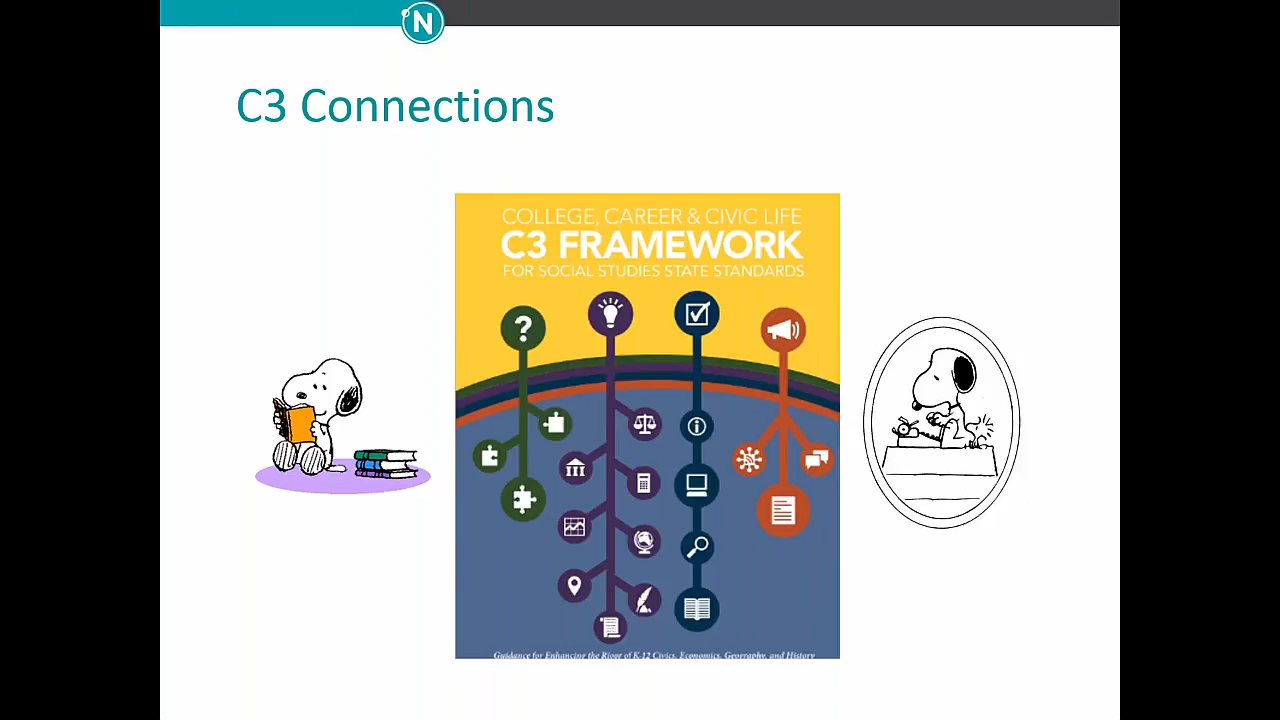 N
C3 Connections
COLLEGE, CAREER & CIVIC LIFE
C3 FRAMEWORK
FOR SOCIAL STUDIES STATE STANDARDS
?
i
Guidance for Enhancing the Rigor of K-12 Civics, Economics, Geography, and History